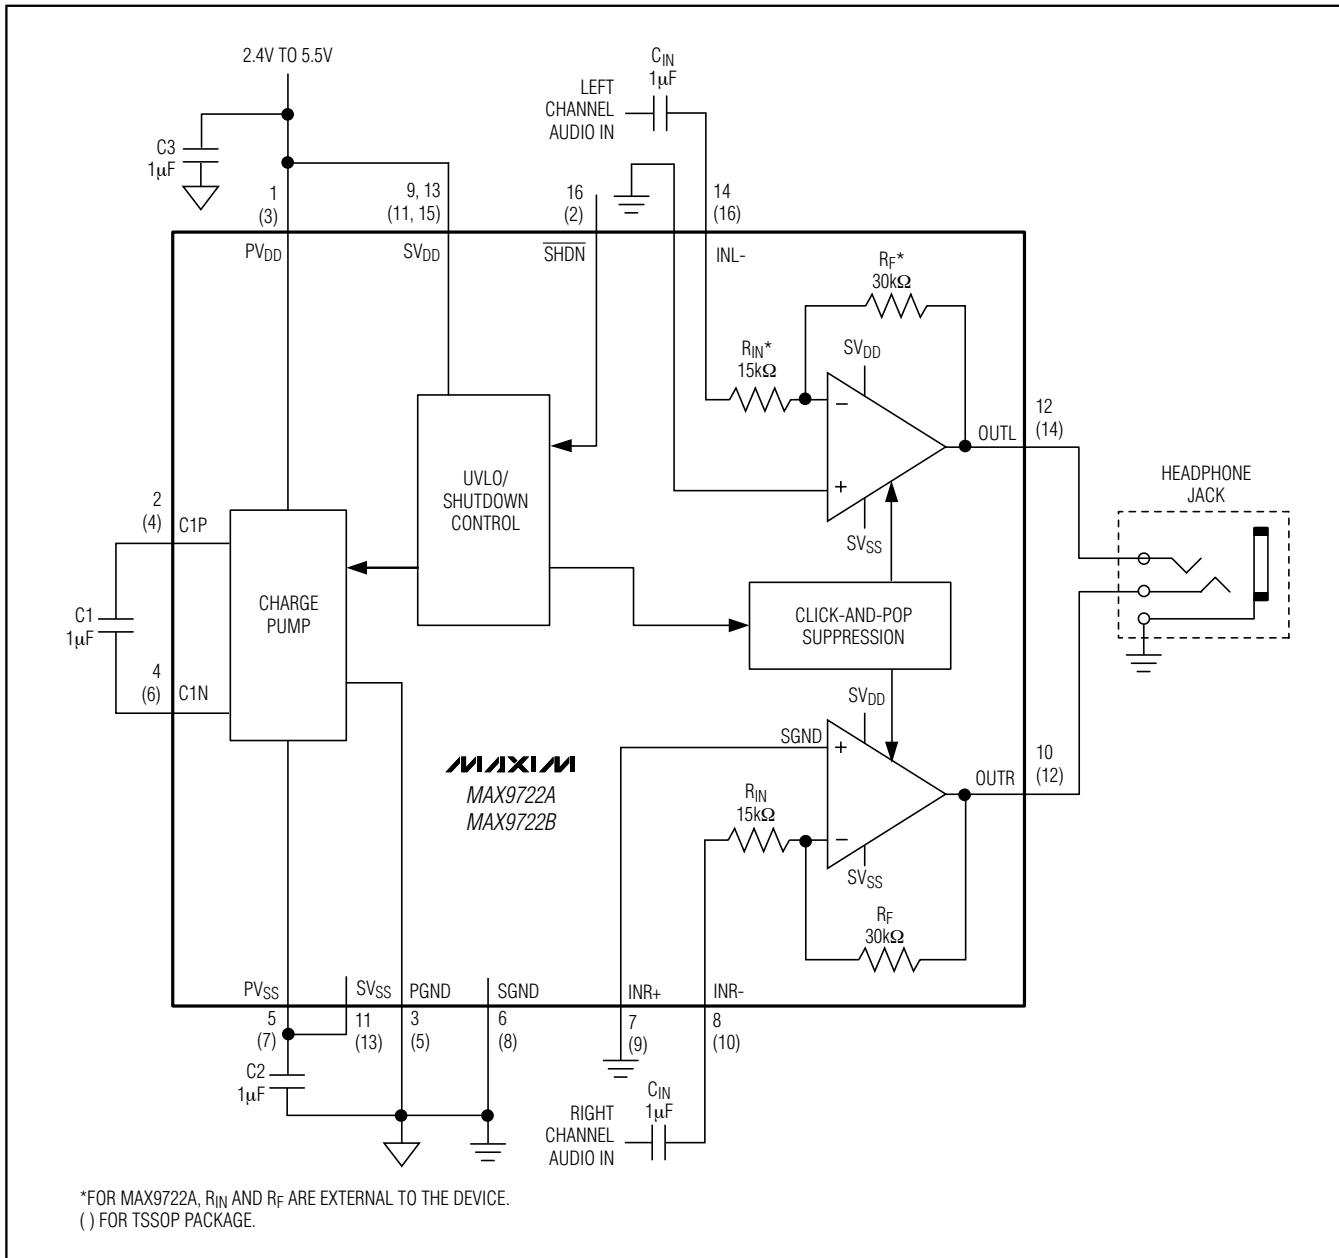 2.4V TO 5.5V
C3
1µF
1
(3)
9, 13
(11, 15)
16
(2)
LEFT
CHANNEL
AUDIO IN
CIN
1µF
14
(16)
PVDD
SVDD
SHDN
INL-
RF*
30kΩ
RIN*
15kΩ
SVDD
−
+
SVSS
OUTL
12
(14)
HEADPHONE
JACK
UVLO/
SHUTDOWN
CONTROL
2
(4)
C1P
C1
1µF
4
(6)
C1N
CHARGE
PUMP
CLICK-AND-POP
SUPPRESSION
MAXIM
MAX9722A
MAX9722B
SVDD
SGND
+
−
RIN
15kΩ
SVSS
OUTR
10
(12)
RF
30kΩ
PVSS
SVSS
PGND
SGND
INR+
INR-
5
(7)
11
(13)
3
(5)
6
(8)
7
(9)
8
(10)
C2
1µF
RIGHT
CHANNEL
AUDIO IN
CIN
1µF
*FOR MAX9722A, RIN AND RF ARE EXTERNAL TO THE DEVICE.
( ) FOR TSSOP PACKAGE.